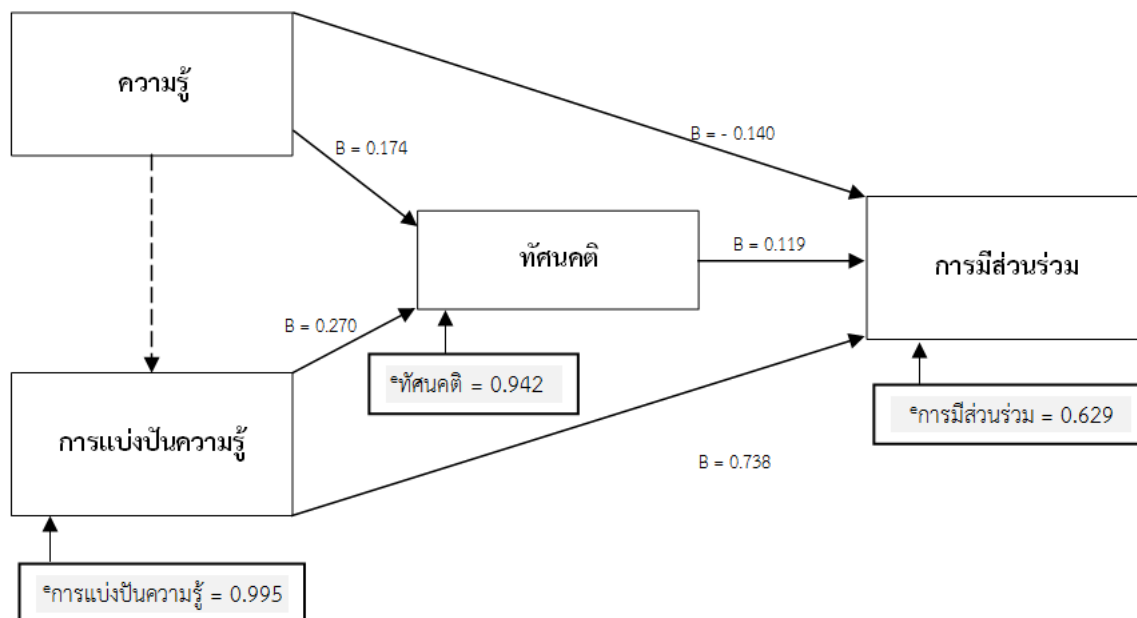 ความรู้
B = - 0.140
B = 0.174
ทัศนคติ
B = 0.119
การมีส่วนร่วม
B = 0.270
eทัศนคติ = 0.942
eการมีส่วนร่วม = 0.629
การแบ่งปันความรู้
B = 0.738
eการแบ่งปันความรู้ = 0.995